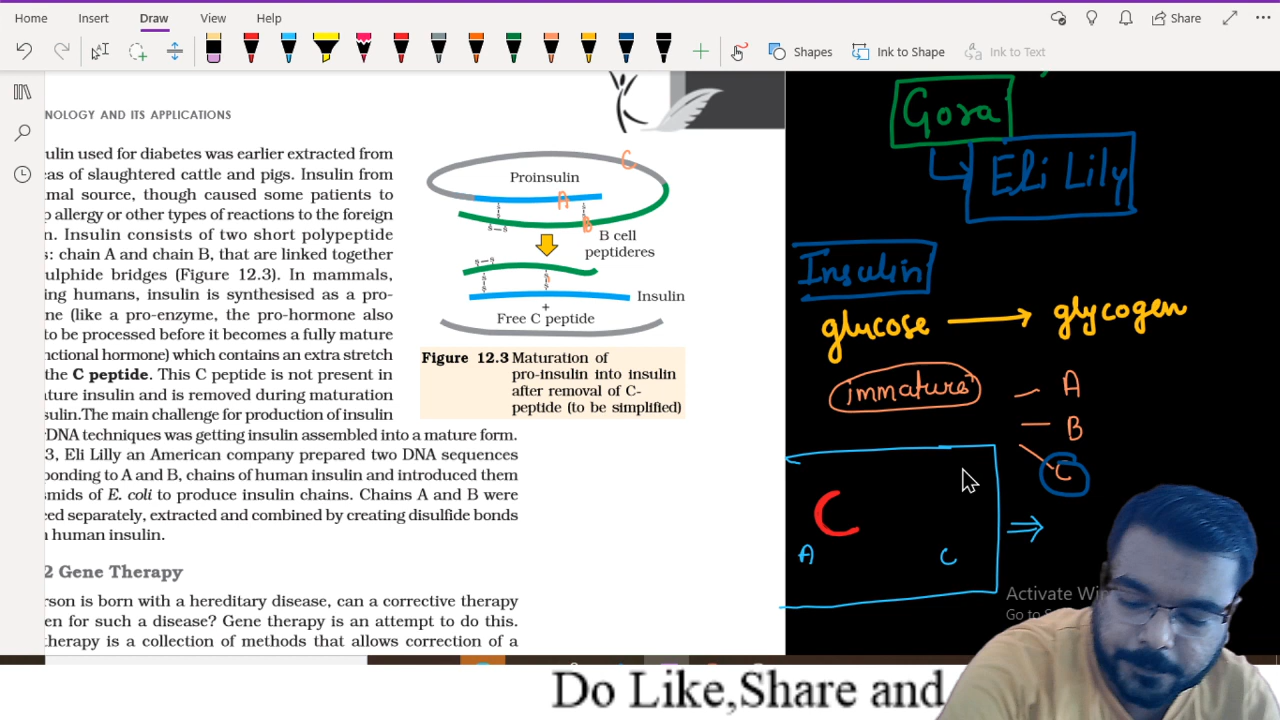 Home Insert Draw View Help Share
Shapes Ink to Shape Ink to Text
NOLOGY AND ITS APPLICATIONS
ulin used for diabetes was earlier extracted from
eas of slaughtered cattle and pigs. Insulin from
mal source, though caused some patients to
p allergy or other types of reactions to the foreign
n. Insulin consists of two short polypeptide
s: chain A and chain B, that are linked together
ulphide bridges (Figure 12.3). In mammals,
ing humans, insulin is synthesised as a pro-
ne (like a pro-enzyme, the pro-hormone also
to be processed before it becomes a fully mature
nctional hormone) which contains an extra stretch
the C peptide. This C peptide is not present in
ture insulin and is removed during maturation
sulin.The main challenge for production of insulin
rDNA techniques was getting insulin assembled into a mature form.
3, Eli Lilly an American company prepared two DNA sequences
ponding to A and B, chains of human insulin and introduced them
smids of E. coli to produce insulin chains. Chains A and B were
ced separately, extracted and combined by creating disulfide bonds
n human insulin.
2 Gene Therapy
rson is born with a hereditary disease, can a corrective therapy
en for such a disease? Gene therapy is an attempt to do this.
therapy is a collection of methods that allows correction of a
C
Proinsulin
A
B
s-s
B cell
peptideres
s-s
Insulin
+
Free C peptide
Figure 12.3 Maturation of
pro-insulin into insulin
after removal of C-
peptide (to be simplified)
Gora
Eli Lily
Insulin
glucose → glycogen
immature
A
B
C
C
A C
⇒
Activate Wi
Go to S
Do Like,Share and